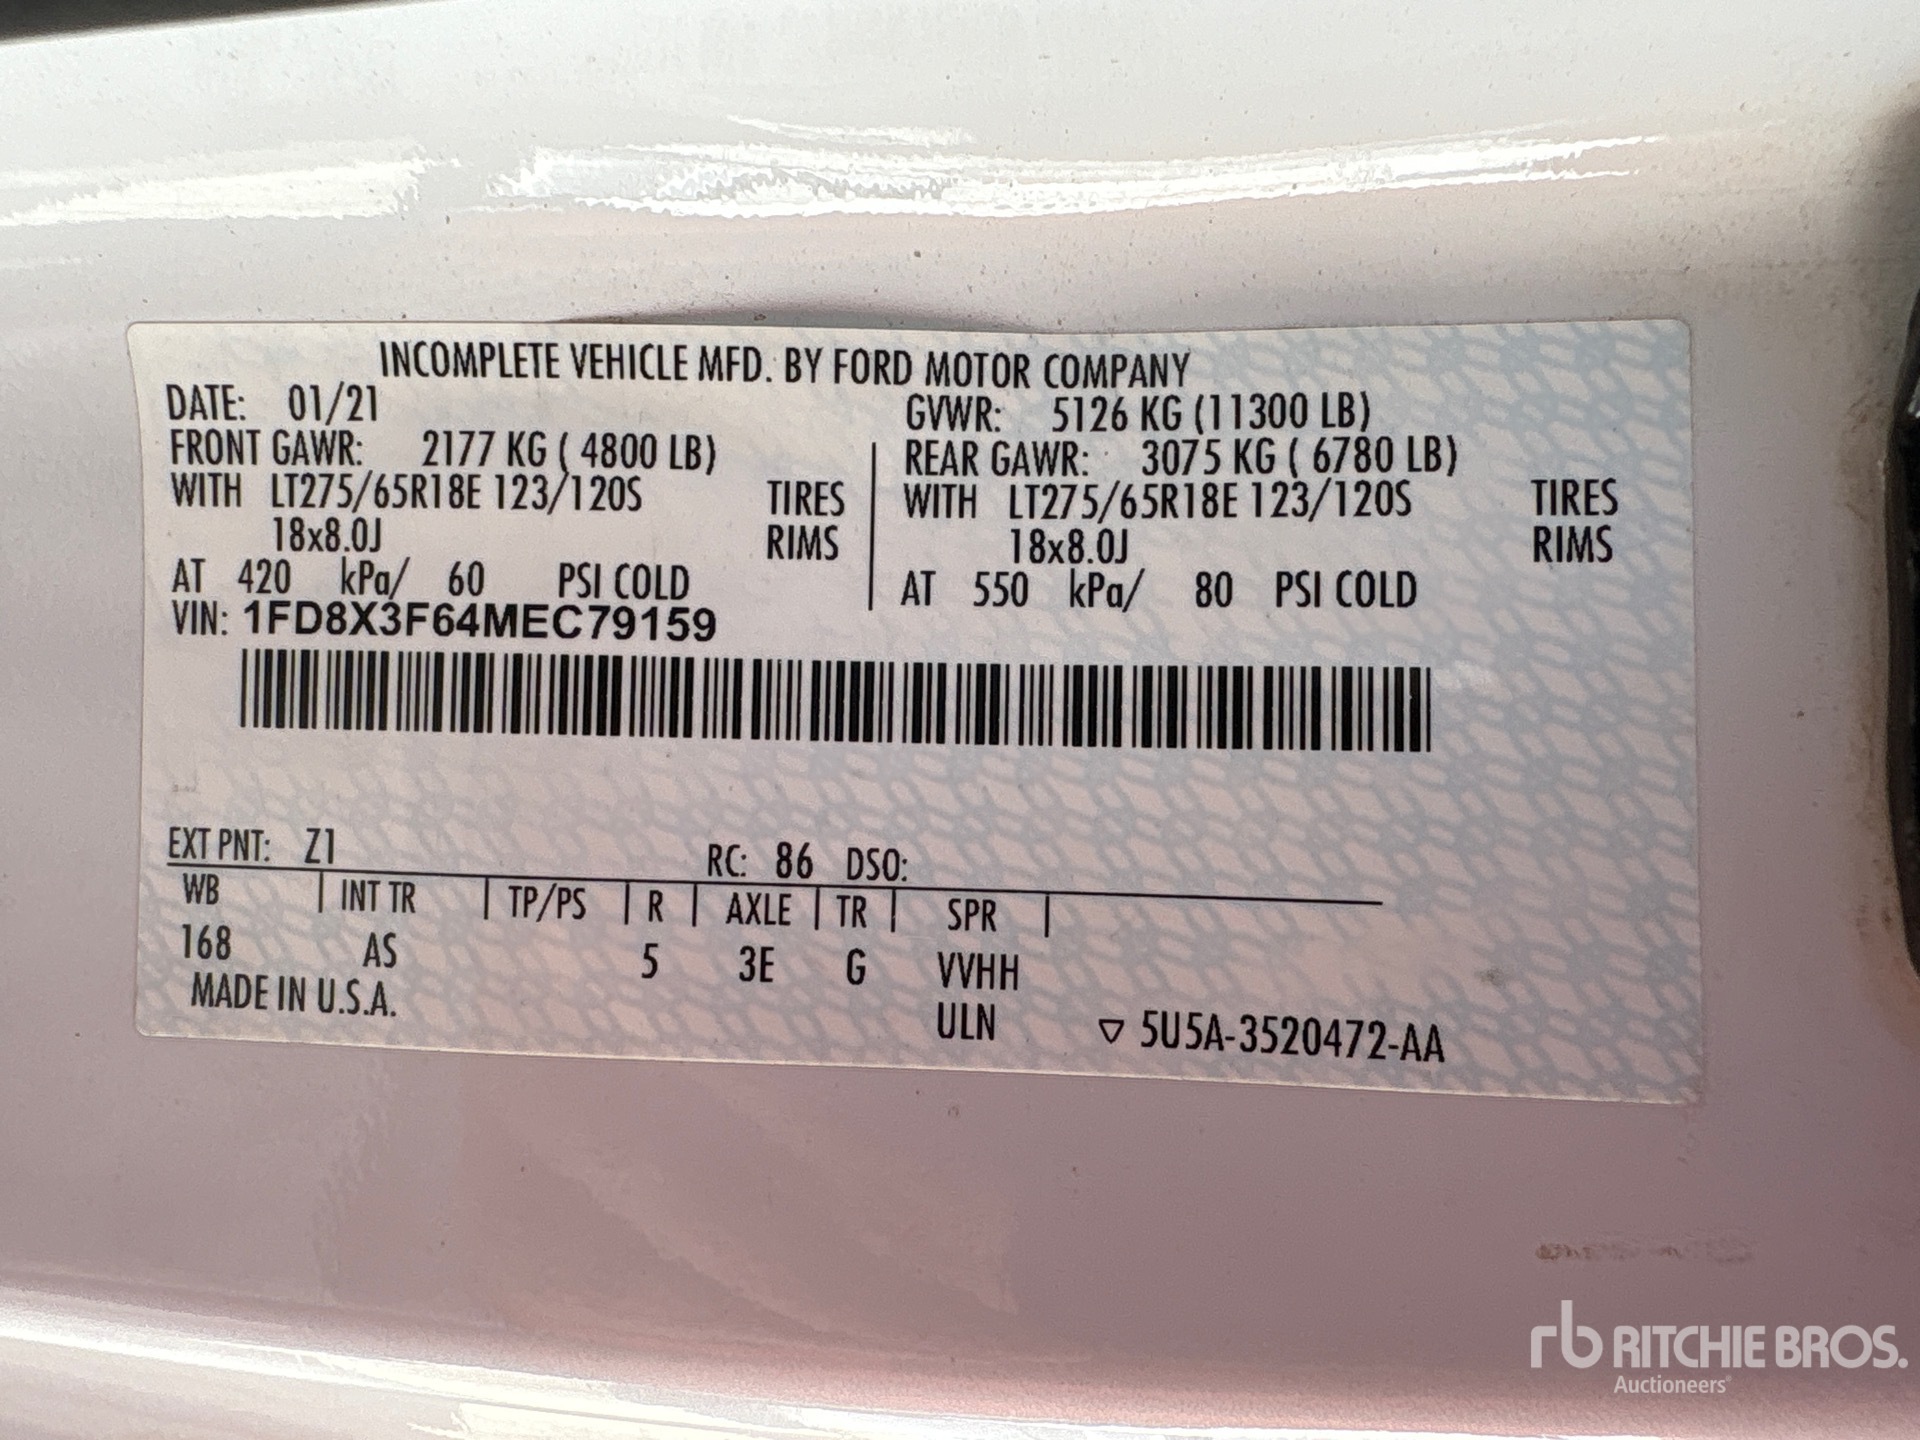 INCOMPLETE VEHICLE MFD. BY FORD MOTOR COMPANY
DATE: 01/21 GVWR: 5126 KG (11300 LB)
FRONT GAWR: 2177 KG ( 4800 LB) REAR GAWR: 3075 KG ( 6780 LB)
WITH LT275/65R18E 123/120S TIRES WITH LT275/65R18E 123/120S TIRES
18x8.0J RIMS 18x8.0J RIMS
AT 420 kPa/ 60 PSI COLD AT 550 kPa/ 80 PSI COLD
VIN: 1FD8X3F64MEC79159
EXT PNT: Z1 RC: 86 DSO:
WB INT TR TP/PS R AXLE TR SPR
168 AS 5 3E G VVHH
MADE IN U.S.A. ULN ▽ 5U5A-3520472-AA
rb RITCHIE BROS.
Auctioneers®